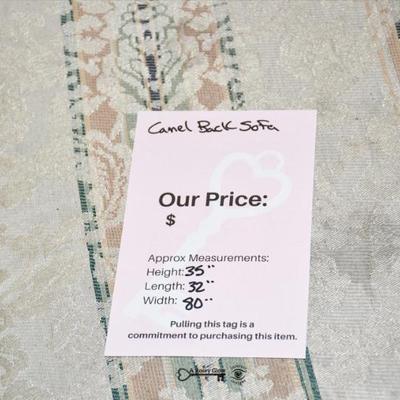 Camel Back Sofa
Our Price:
$
Approx Measurements:
Height: 35"
Length: 32"
Width: 80"
Pulling this tag is a
commitment to purchasing this item.